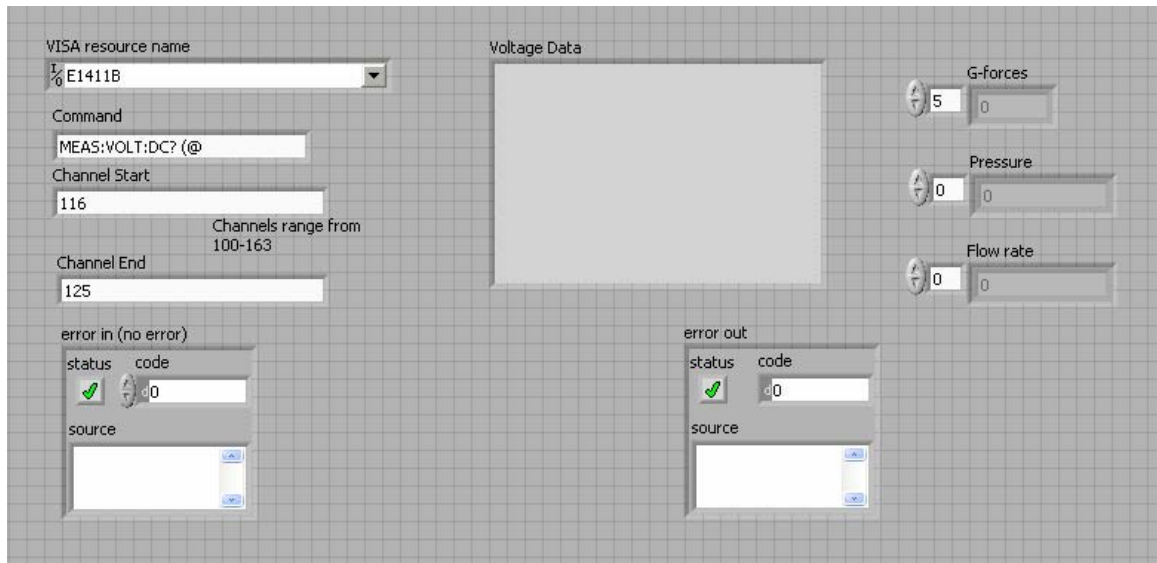 VISA resource name
I/O E1411B
Command
MEAS:VOLT:DC? (@
Channel Start
116
Channels range from
100-163
Channel End
125
error in (no error)
status code
d0
source
Voltage Data
error out
status code
d0
source
G-forces
5 0
Pressure
0 0
Flow rate
0 0